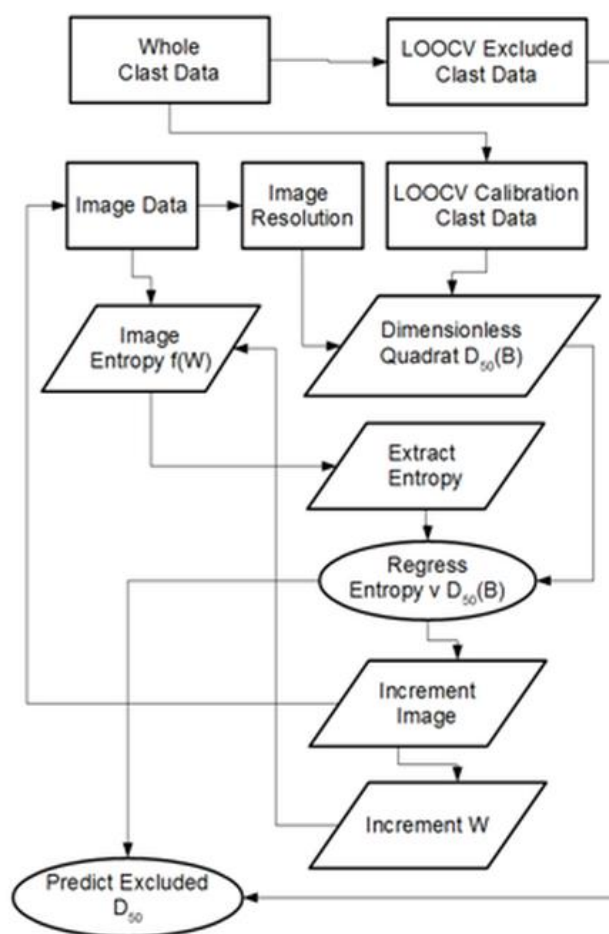 Whole
Clast Data
LOOCV Excluded
Clast Data
Image Data
Image
Resolution
LOOCV Calibration
Clast Data
Image
Entropy f(W)
Dimensionless
Quadrat D₅₀(B)
Extract
Entropy
Regress
Entropy v D₅₀(B)
Increment
Image
Increment W
Predict Excluded
D₅₀